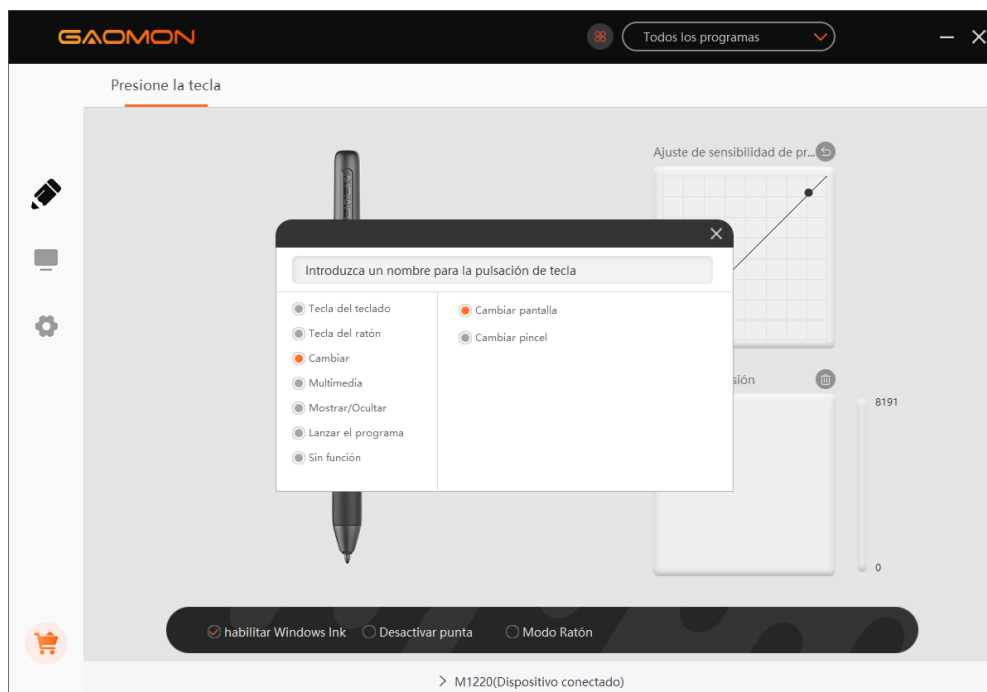 GAOMON
Todos los programas
Presione la tecla
Ajuste de sensibilidad de pr...
Introduzca un nombre para la pulsación de tecla
Tecla del teclado
Tecla del ratón
Cambiar
Multimedia
Mostrar/Ocultar
Lanzar el programa
Sin función
Cambiar pantalla
Cambiar pincel
sión
8191
0
habilitar Windows Ink
Desactivar punta
Modo Ratón
M1220(Dispositivo conectado)